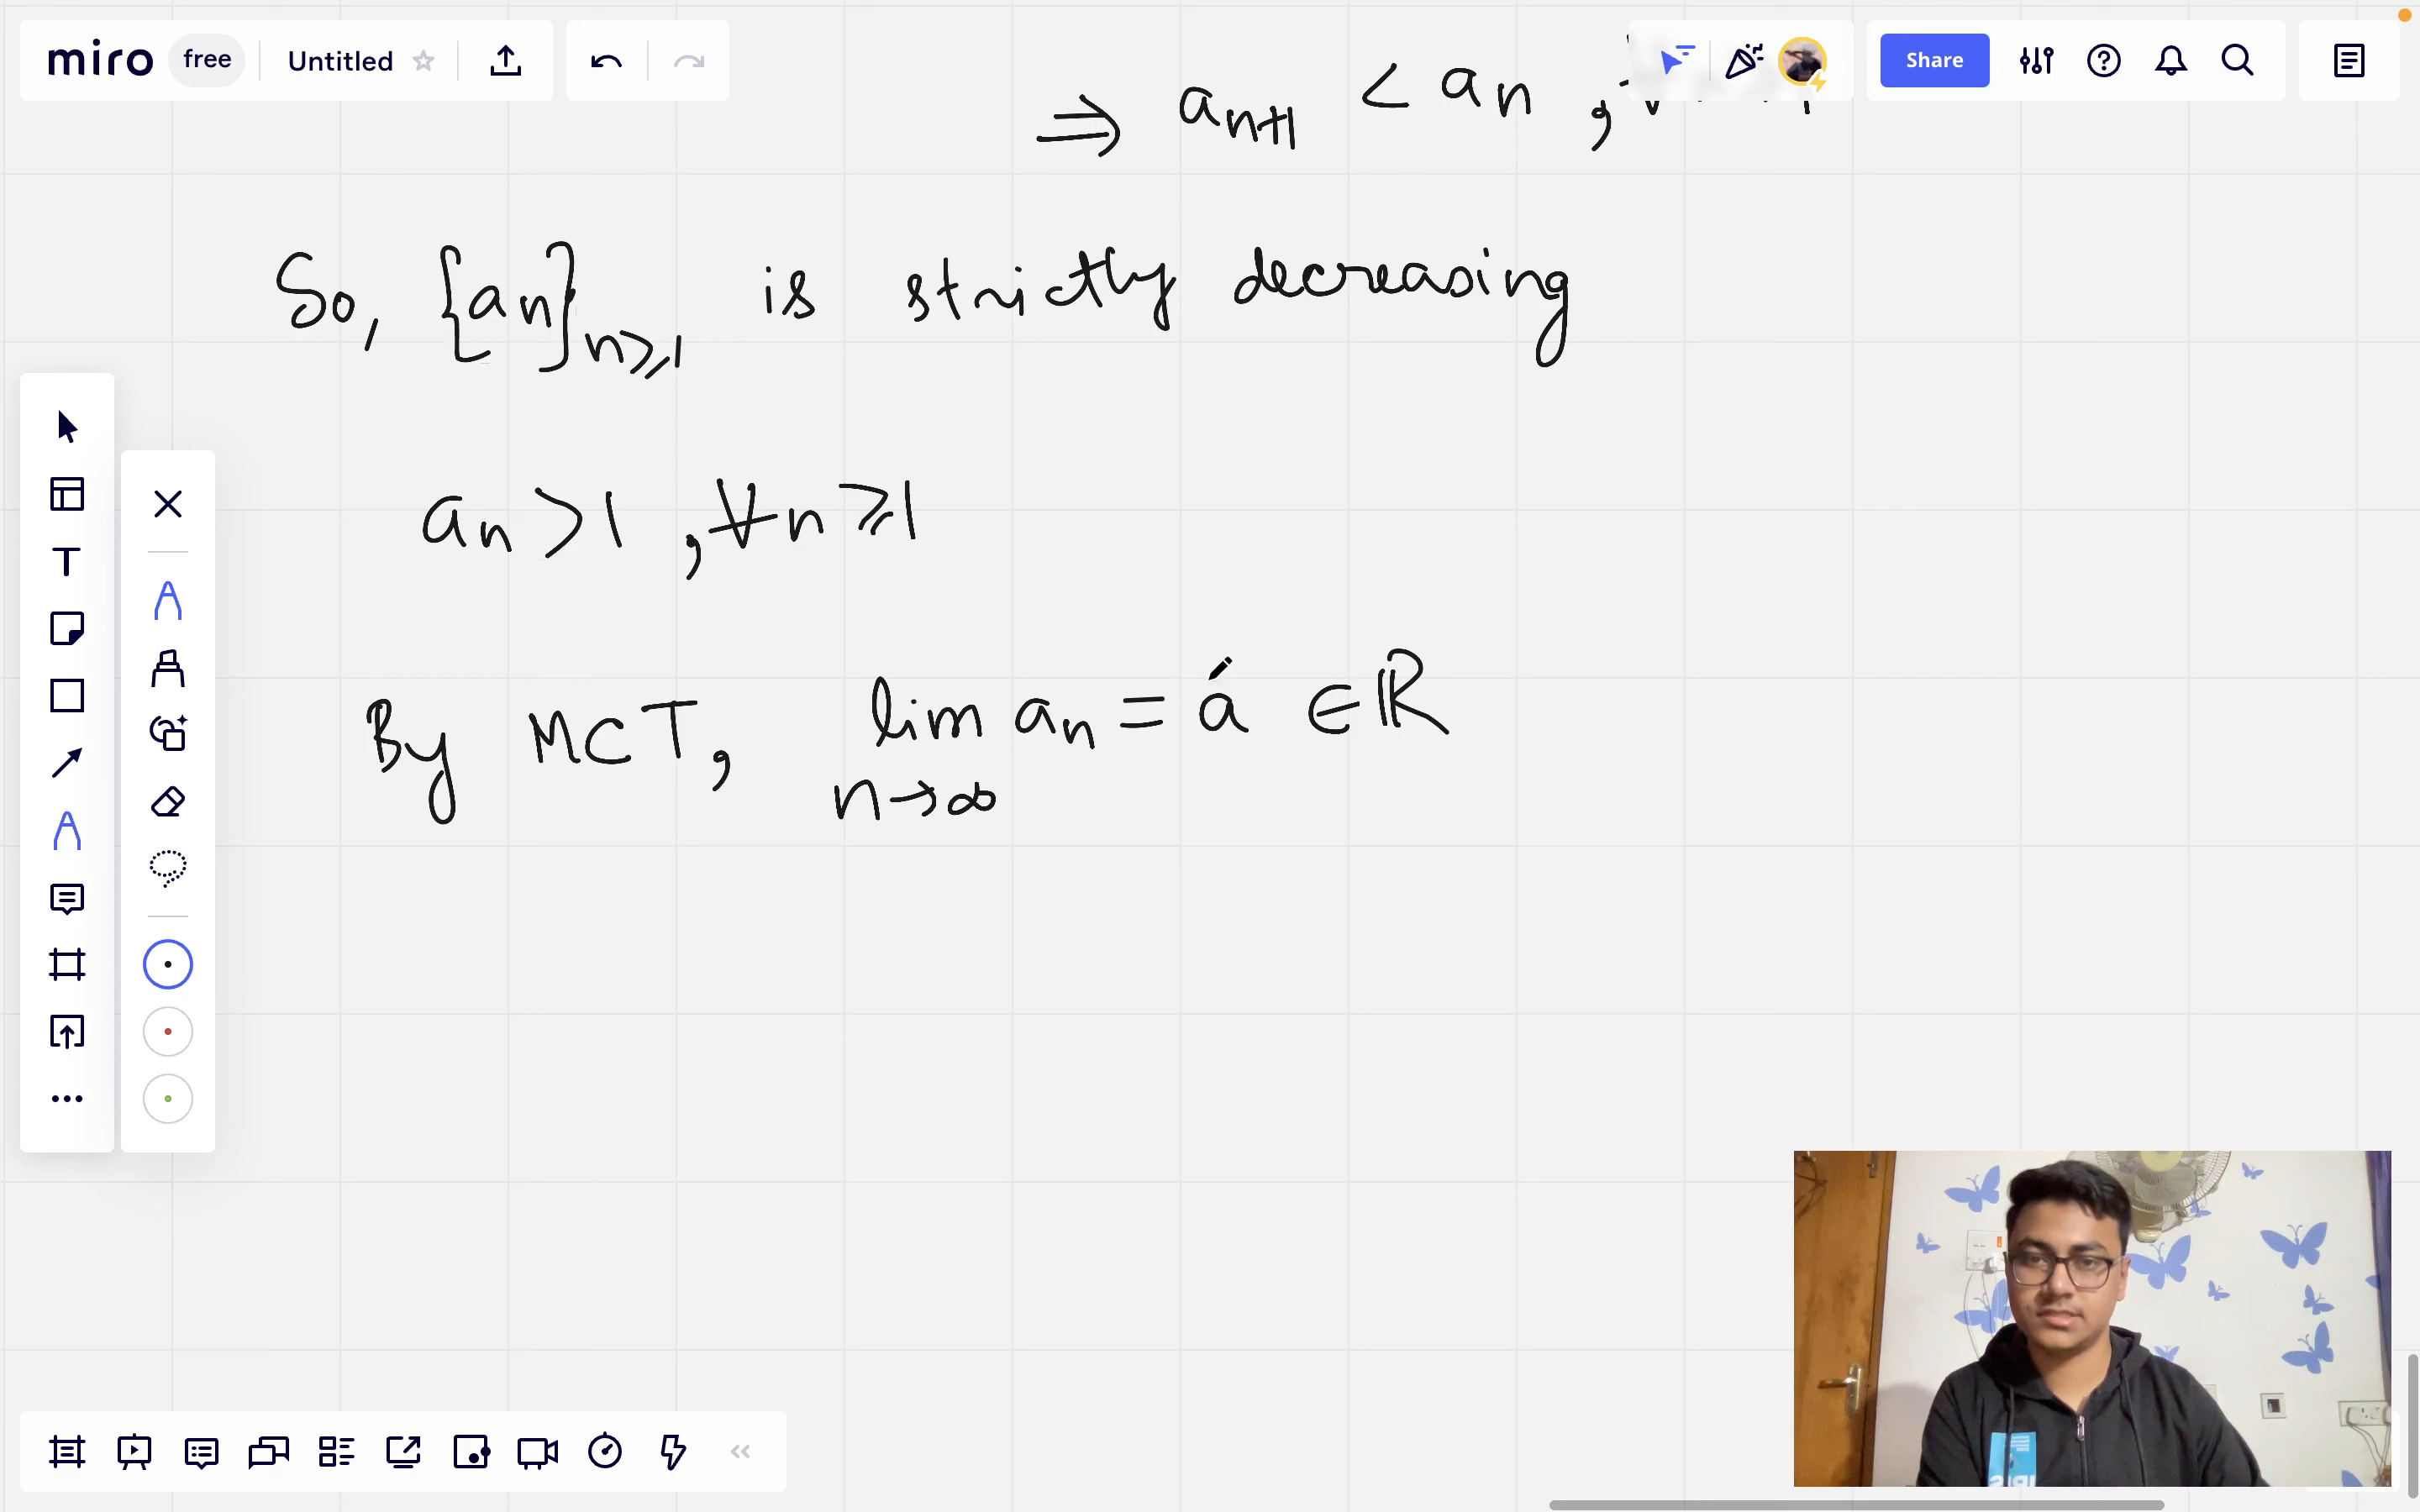 miro free Untitled Share
⇒ aₙ₊₁ < aₙ ,
So, {aₙ}ₙ⩾₁ is strictly decreasing
aₙ > 1 , ∀n ⩾ 1
T
By MCT, lim aₙ = a ∈ ℝ
n→∞